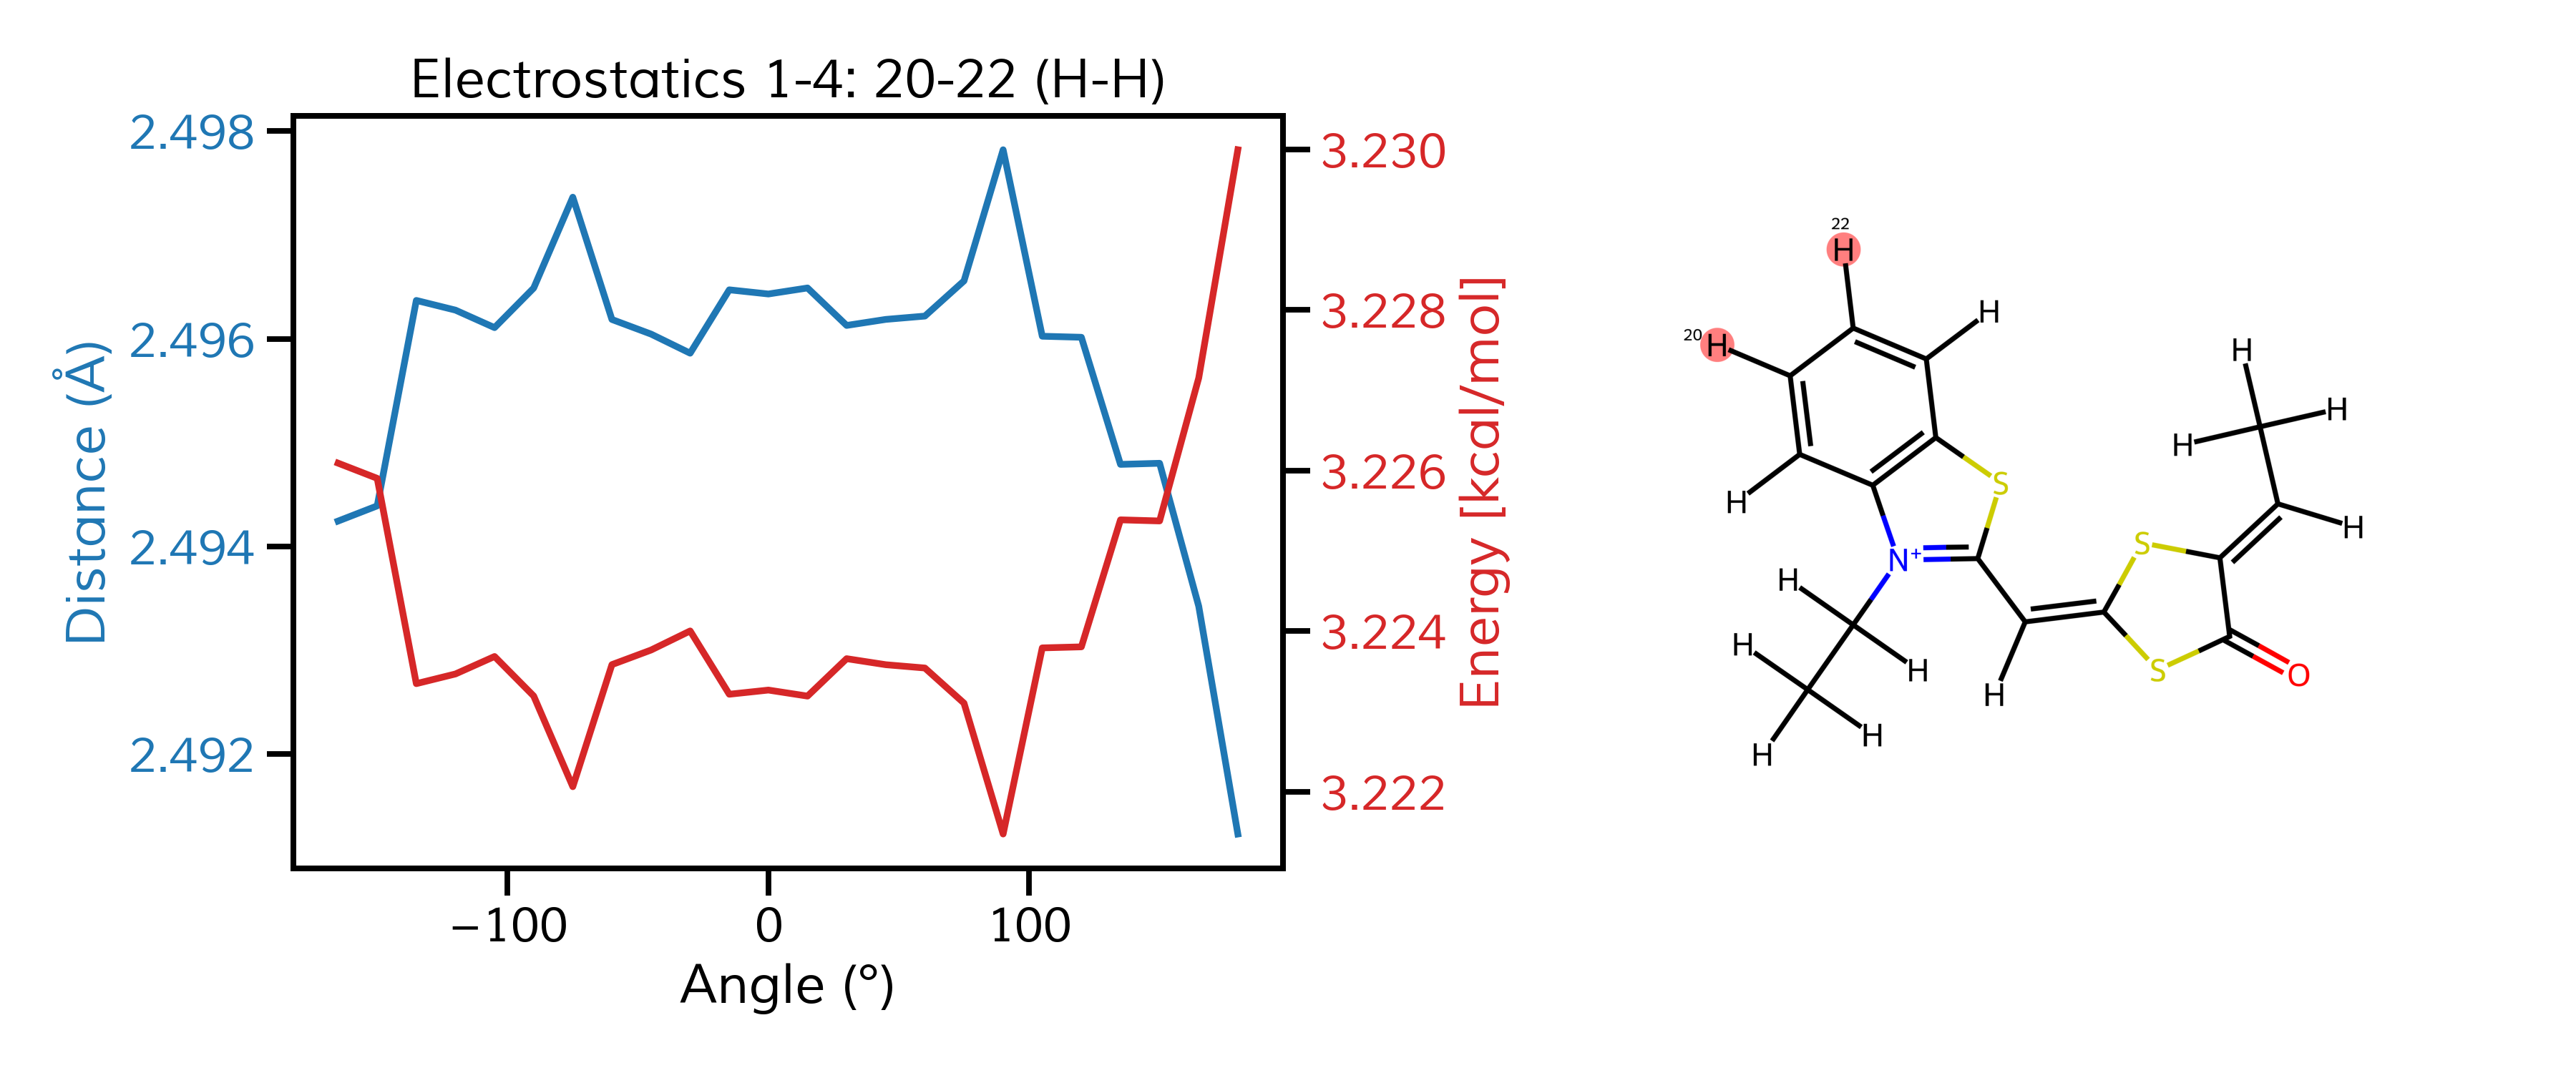 Electrostatics 1-4: 20-22 (H-H)
2.498
2.496
2.494
2.492
Distance (Å)
3.230
3.228
3.226
3.224
3.222
Energy [kcal/mol]
−100 0 100
Angle (°)
22
H
H
20 H
H
H
H
H
S
S
H
N⁺
H
H
H
H
S
O
H
H
H